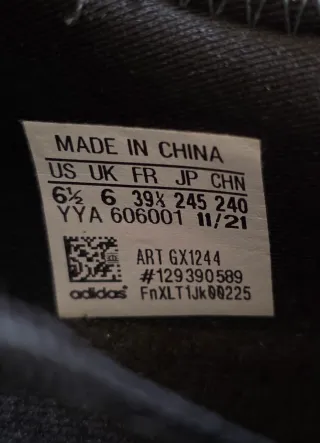 MADE IN CHINA
US UK FR JP CHN
6½ 6 39⅓ 245 240
YYA 606001 11/21
ART GX1244
#129390589
adidas FnXLT1Jk00225